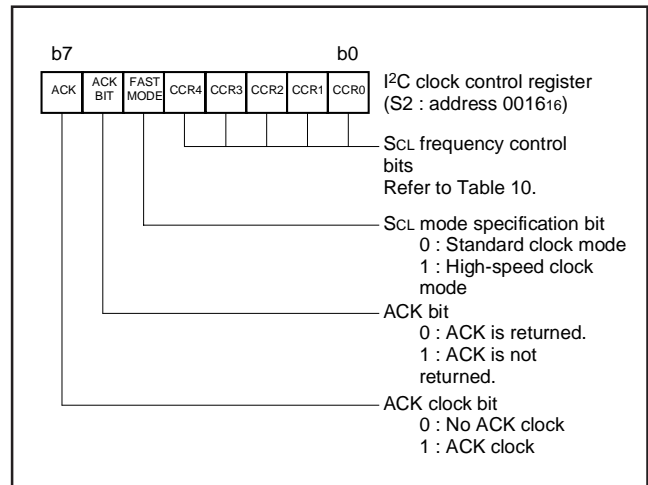 b7 b0
ACK ACK BIT FAST MODE CCR4 CCR3 CCR2 CCR1 CCR0
I2C clock control register
(S2 : address 001616)
SCL frequency control
bits
Refer to Table 10.
SCL mode specification bit
0 : Standard clock mode
1 : High-speed clock
mode
ACK bit
0 : ACK is returned.
1 : ACK is not
returned.
ACK clock bit
0 : No ACK clock
1 : ACK clock